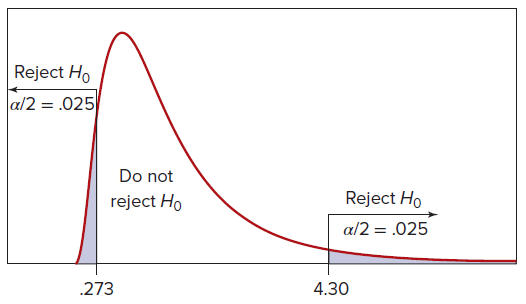 Reject H0
α/2 = .025
Do not
reject H0
Reject H0
α/2 = .025
.273
4.30